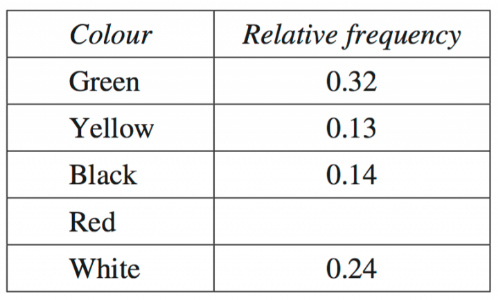 Colour Relative frequency
Green 0.32
Yellow 0.13
Black 0.14
Red
White 0.24